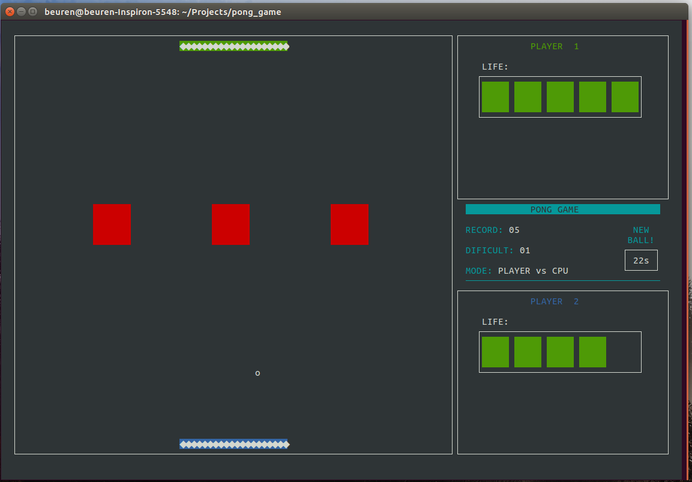 beuren@beuren-Inspiron-5548: ~/Projects/pong_game
PLAYER 1
LIFE:
PONG GAME
RECORD: 05
NEW
BALL!
DIFICULT: 01
22s
MODE: PLAYER vs CPU
PLAYER 2
LIFE:
o